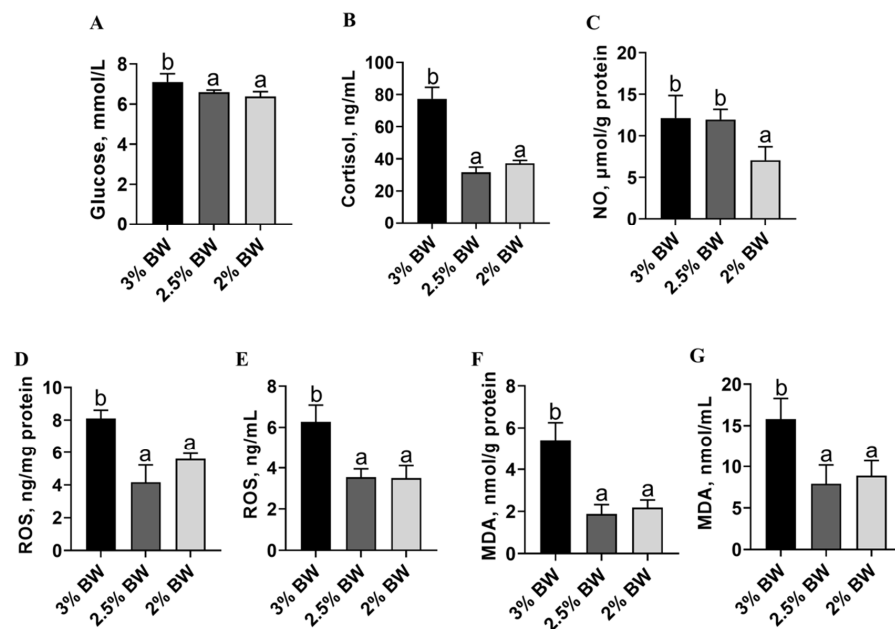 A
Glucose, mmol/L
8
6
4
2
0
b
a
a
3% BW
2.5% BW
2% BW
B
Cortisol, ng/mL
100
80
60
40
20
0
b
a
a
3% BW
2.5% BW
2% BW
C
NO, µmol/g protein
20
15
10
5
0
b
b
a
3% BW
2.5% BW
2% BW
D
ROS, ng/mg protein
10
8
6
4
2
0
b
a
a
3% BW
2.5% BW
2% BW
E
ROS, ng/mL
8
6
4
2
0
b
a
a
3% BW
2.5% BW
2% BW
F
MDA, nmol/g protein
6
4
2
0
b
a
a
3% BW
2.5% BW
2% BW
G
MDA, nmol/mL
20
15
10
5
0
b
a
a
3% BW
2.5% BW
2% BW